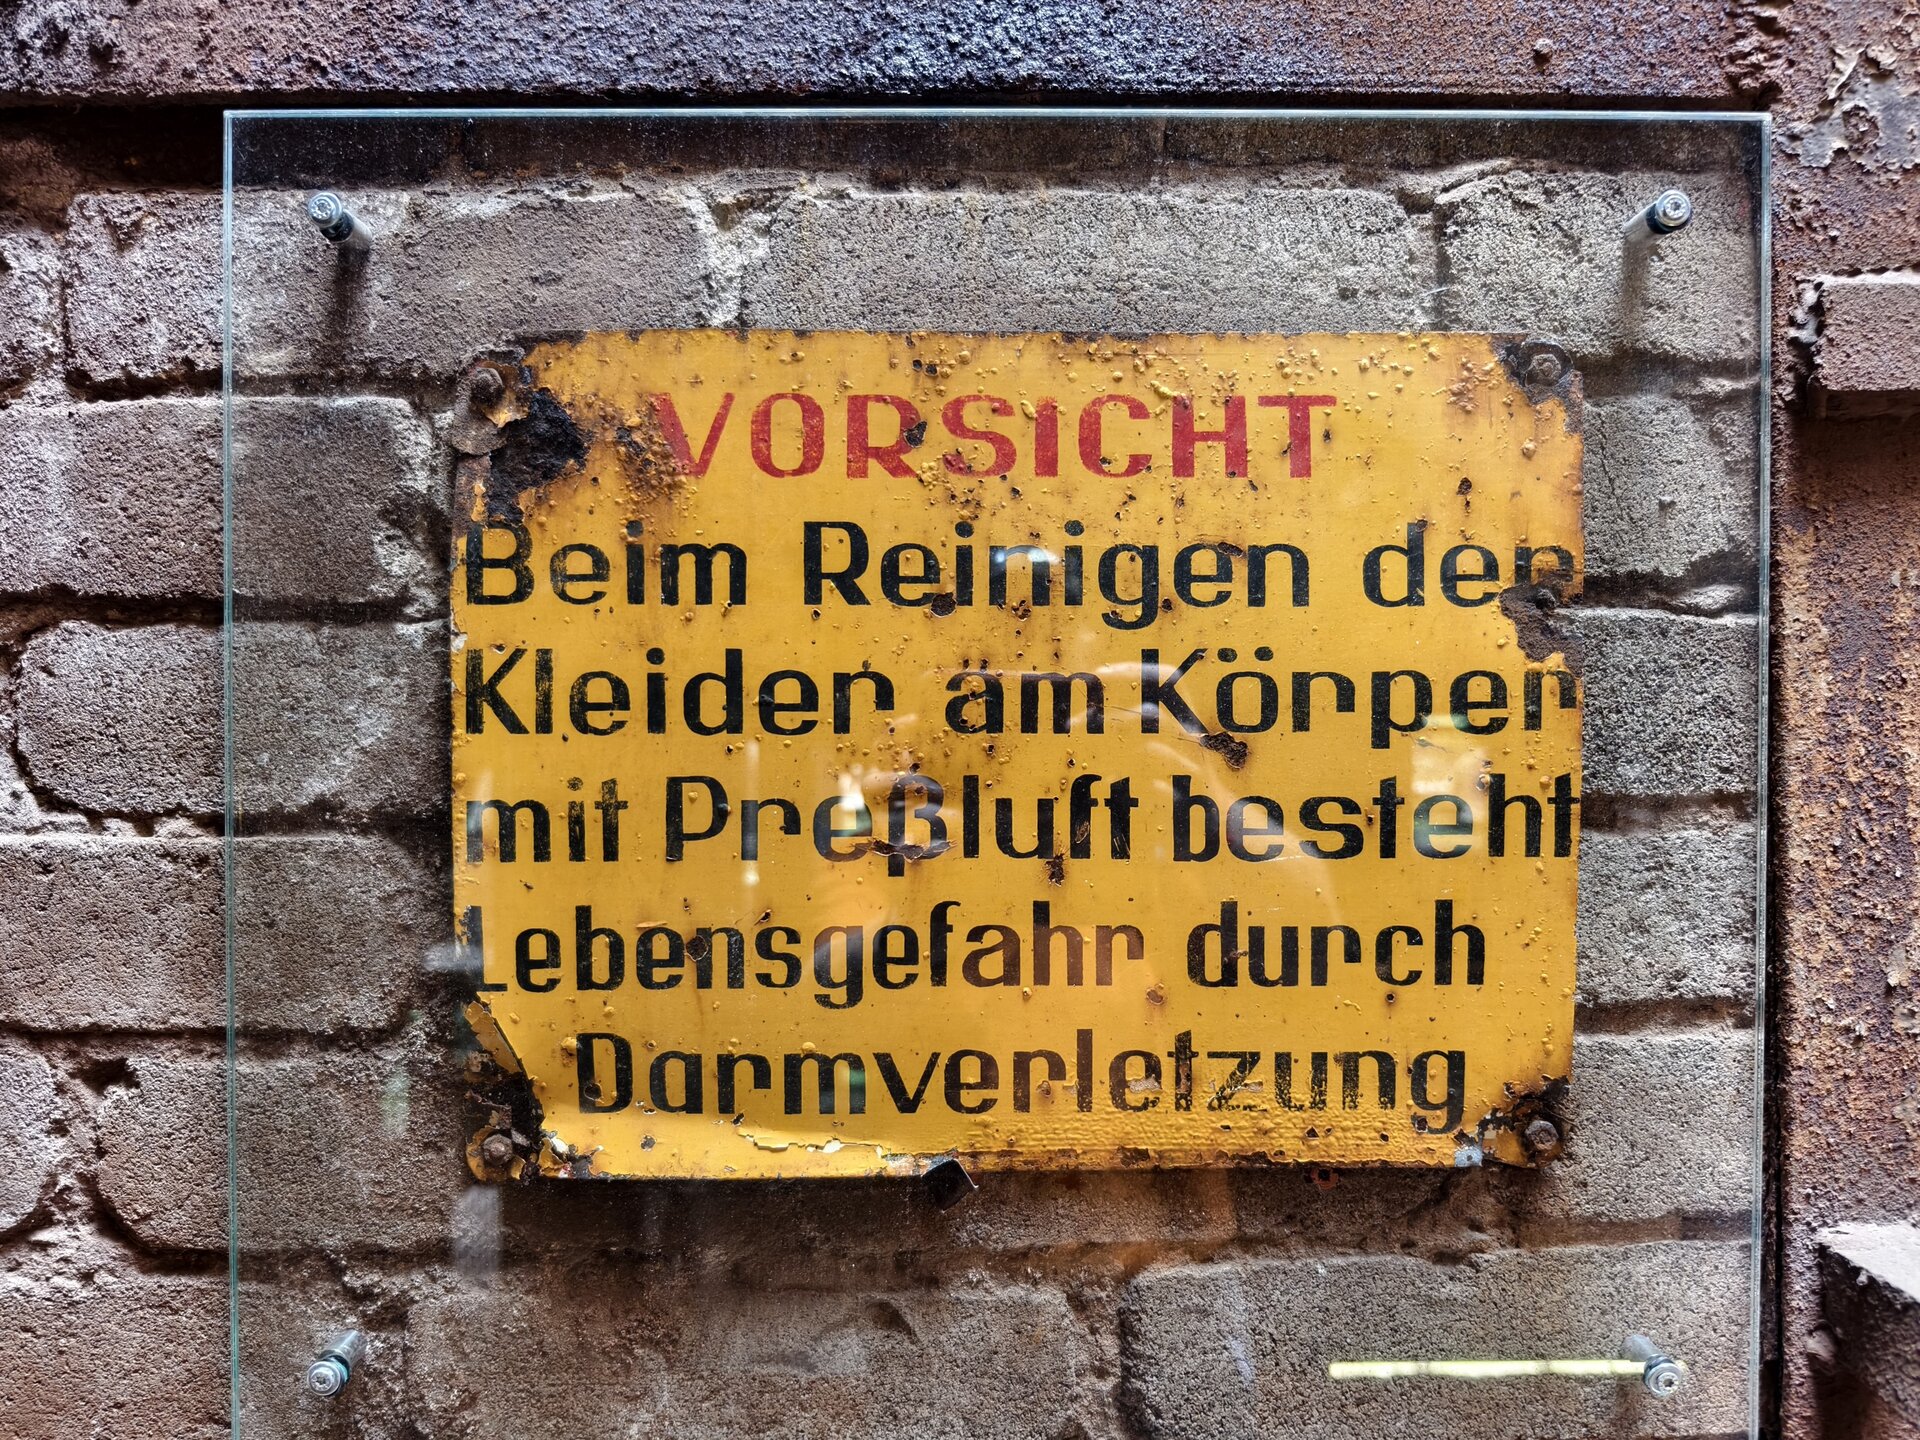 VORSICHT
Beim Reinigen der
Kleider am Körper
mit Preßluft besteht
Lebensgefahr durch
Darmverletzung